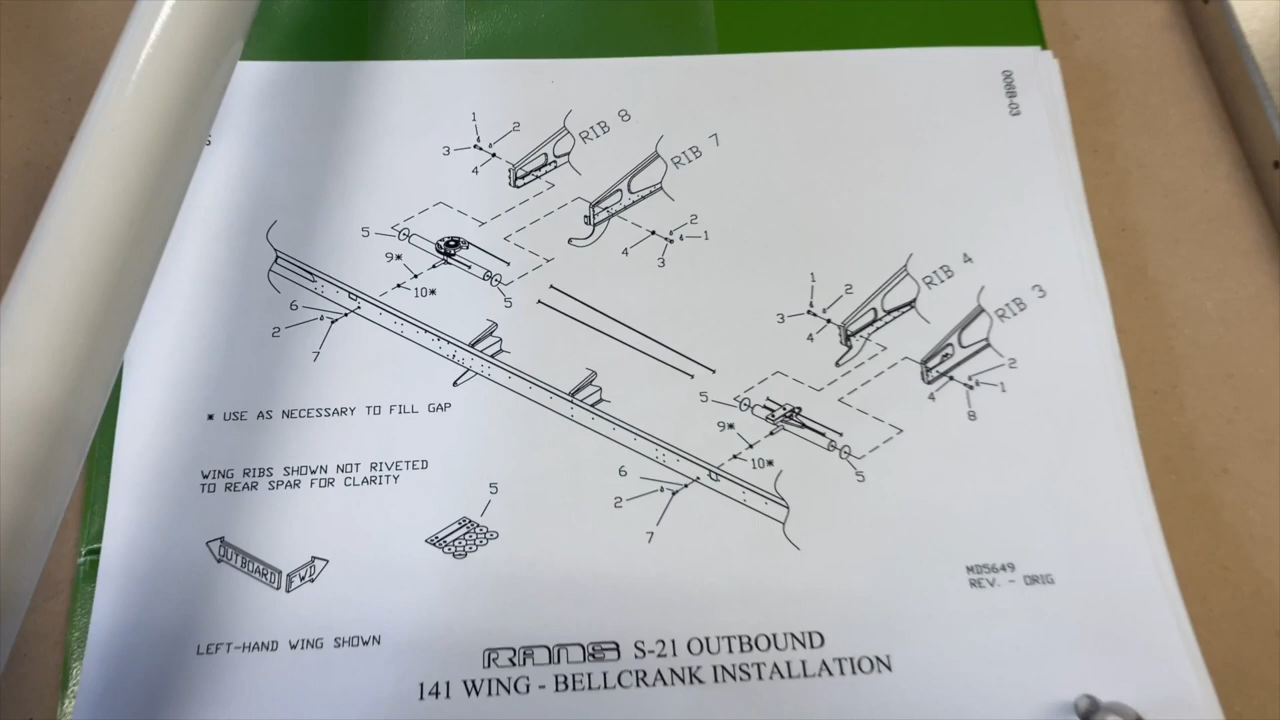 008B-03
S
1
2
3
4
RIB 8
RIB 7
2
1
4
3
5
9*
10*
5
6
2
7
1
2
3
4
RIB 4
RIB 3
2
1
4
8
5
9*
10*
5
6
2
7
* USE AS NECESSARY TO FILL GAP
WING RIBS SHOWN NOT RIVETED
TO REAR SPAR FOR CLARITY
5
OUTBOARD
FWD
MD5649
REV. - ORIG
LEFT-HAND WING SHOWN
RANS S-21 OUTBOUND
141 WING - BELLCRANK INSTALLATION